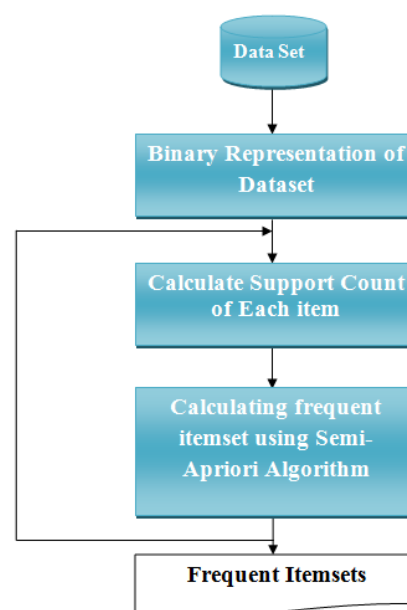 Data Set
Binary Representation of
Dataset
Calculate Support Count
of Each item
Calculating frequent
itemset using Semi-
Apriori Algorithm
Frequent Itemsets